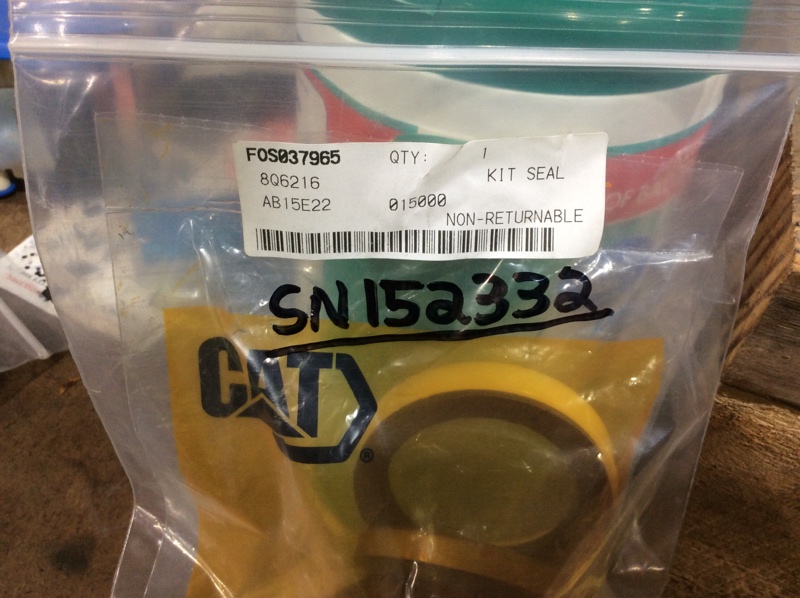 FOS037965 QTY: 1
8Q6216 KIT SEAL
AB15E22 015000
NON-RETURNABLE
SN152332
CAT ®